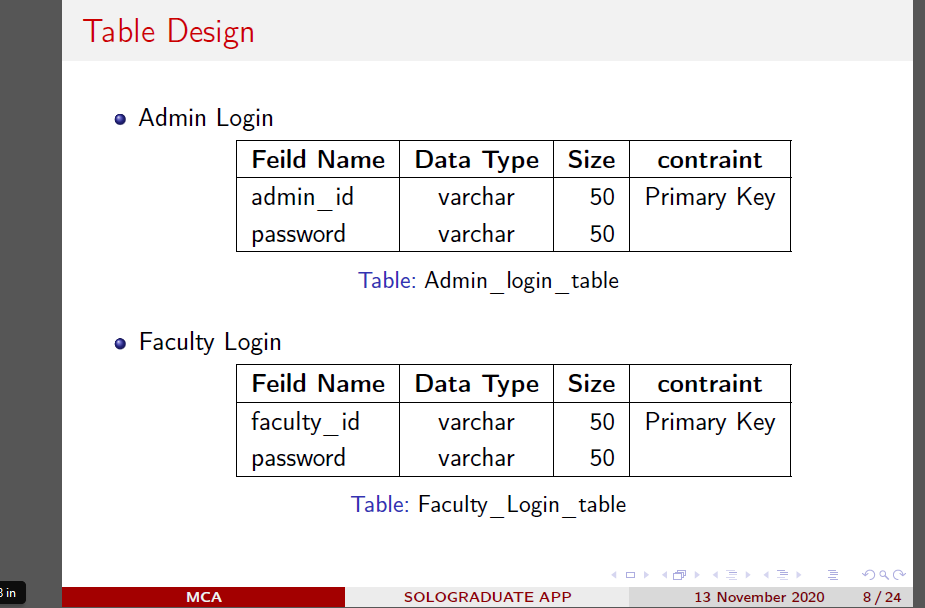 Table Design
Admin Login
Feild Name Data Type Size contraint
admin_id varchar 50 Primary Key
password varchar 50
Table: Admin_login_table
Faculty Login
Feild Name Data Type Size contraint
faculty_id varchar 50 Primary Key
password varchar 50
Table: Faculty_Login_table
in
MCA SOLOGRADUATE APP 13 November 2020 8 / 24